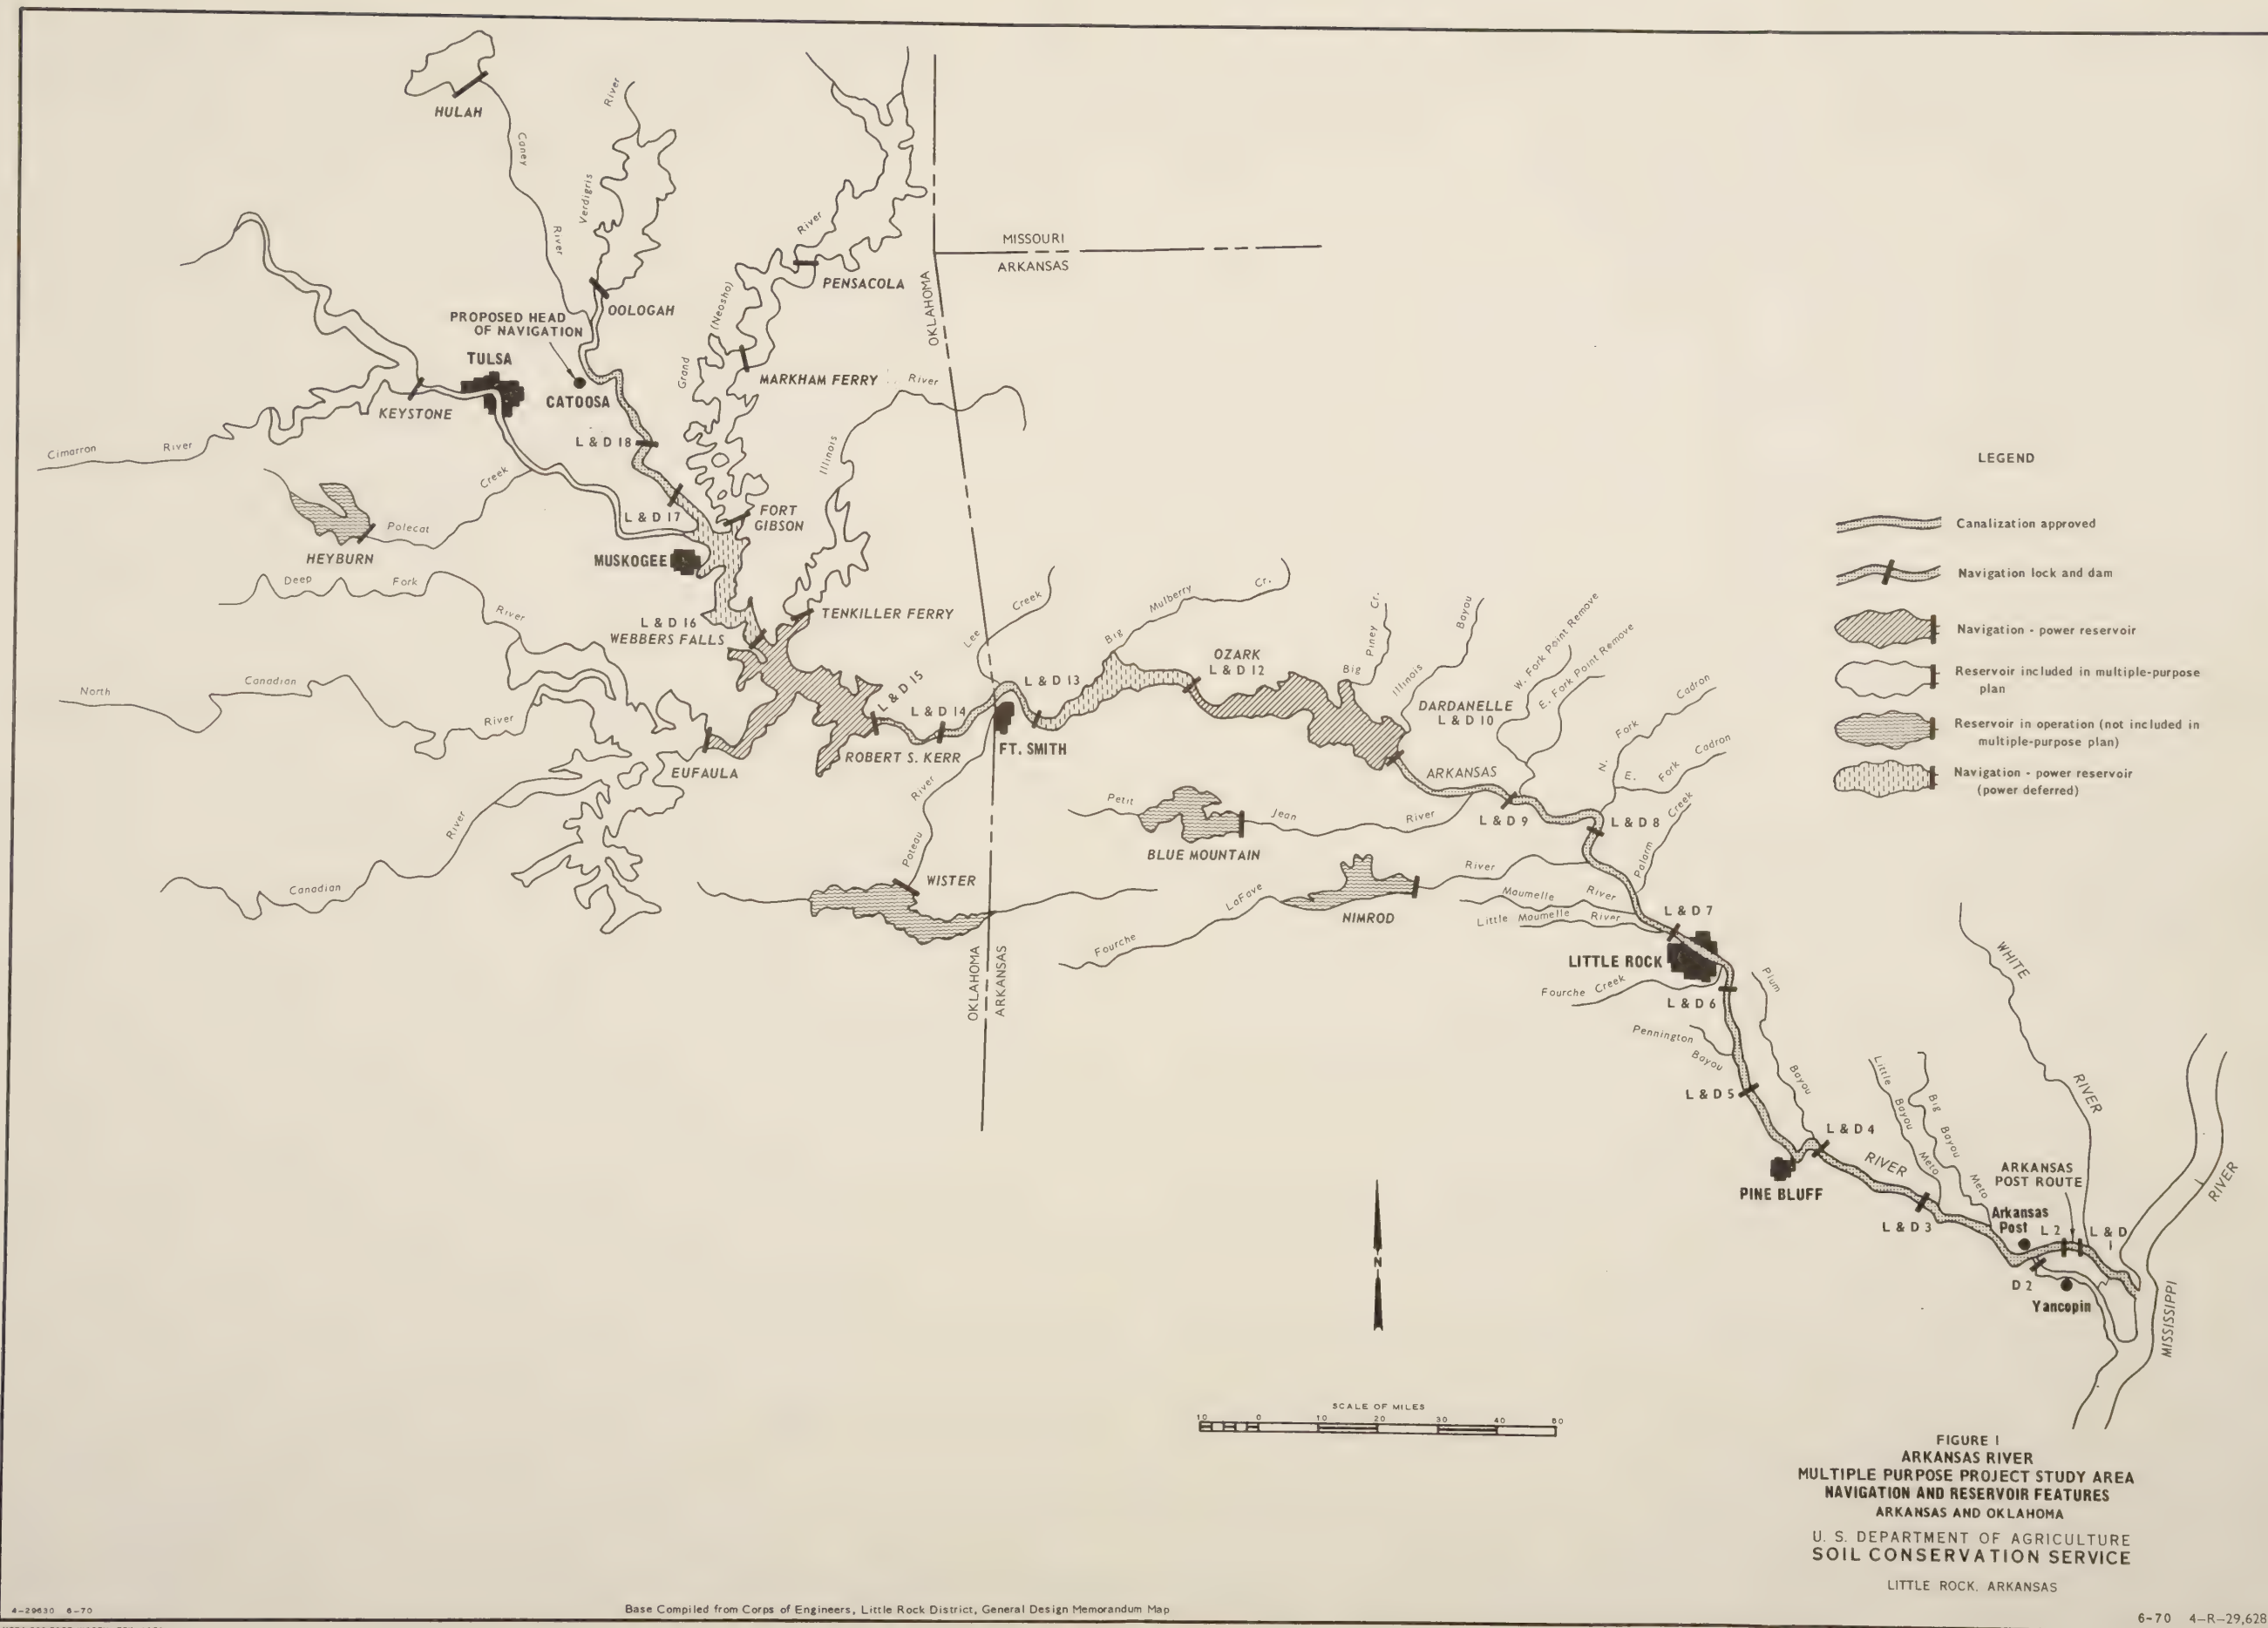 HULAH
Caney
River
River
Verdigris
OOLOGAH
PROPOSED HEAD
OF NAVIGATION
TULSA
CATOOSA
KEYSTONE
L & D 18
Cimarron
River
Creek
Polecat
HEYBURN
L & D 17
MUSKOGEE
River
PENSACOLA
(Neosho)
Grand
MARKHAM FERRY
River
Illinois
FORT
GIBSON
OKLAHOMA
MISSOURI
ARKANSAS
Deep
Fork
River
L & D 16
WEBBERS FALLS
TENKILLER FERRY
North
Canadian
River
EUFAULA
River
Canadian
L & D 15
ROBERT S. KERR
L & D 14
Lee
Creek
L & D 13
FT. SMITH
River
Poteau
WISTER
Big
Mulberry
Cr.
OZARK
L & D 12
Big
Piney
Cr.
Illinois
Bayou
DARDANELLE
L & D 10
W. Fork Point Remove
E. Fork Point Remove
N.
Fork
Cadron
E.
Fork
Cadron
ARKANSAS
L & D 9
L & D 8
Palarm
Creek
Petit
Jean
River
BLUE MOUNTAIN
River
LaFave
Fourche
NIMROD
Maumelle
River
Little Maumelle River
L & D 7
LITTLE ROCK
Fourche Creek
L & D 6
OKLAHOMA
ARKANSAS
Plum
Bayou
Pennington
Bayou
L & D 5
L & D 4
PINE BLUFF
RIVER
L & D 3
Little
Bayou
Meto
Big
Bayou
Meto
WHITE
RIVER
ARKANSAS
POST ROUTE
Arkansas
Post
L 2
L & D
1
D 2
Yancopin
MISSISSIPPI
RIVER
LEGEND
Canalization approved
Navigation lock and dam
Navigation - power reservoir
Reservoir included in multiple-purpose
plan
Reservoir in operation (not included in
multiple-purpose plan)
Navigation - power reservoir
(power deferred)
N
SCALE OF MILES
10 0 10 20 30 40 50
FIGURE 1
ARKANSAS RIVER
MULTIPLE PURPOSE PROJECT STUDY AREA
NAVIGATION AND RESERVOIR FEATURES
ARKANSAS AND OKLAHOMA
U. S. DEPARTMENT OF AGRICULTURE
SOIL CONSERVATION SERVICE
LITTLE ROCK, ARKANSAS
4-29630 6-70
Base Compiled from Corps of Engineers, Little Rock District, General Design Memorandum Map
6-70 4-R-29,628